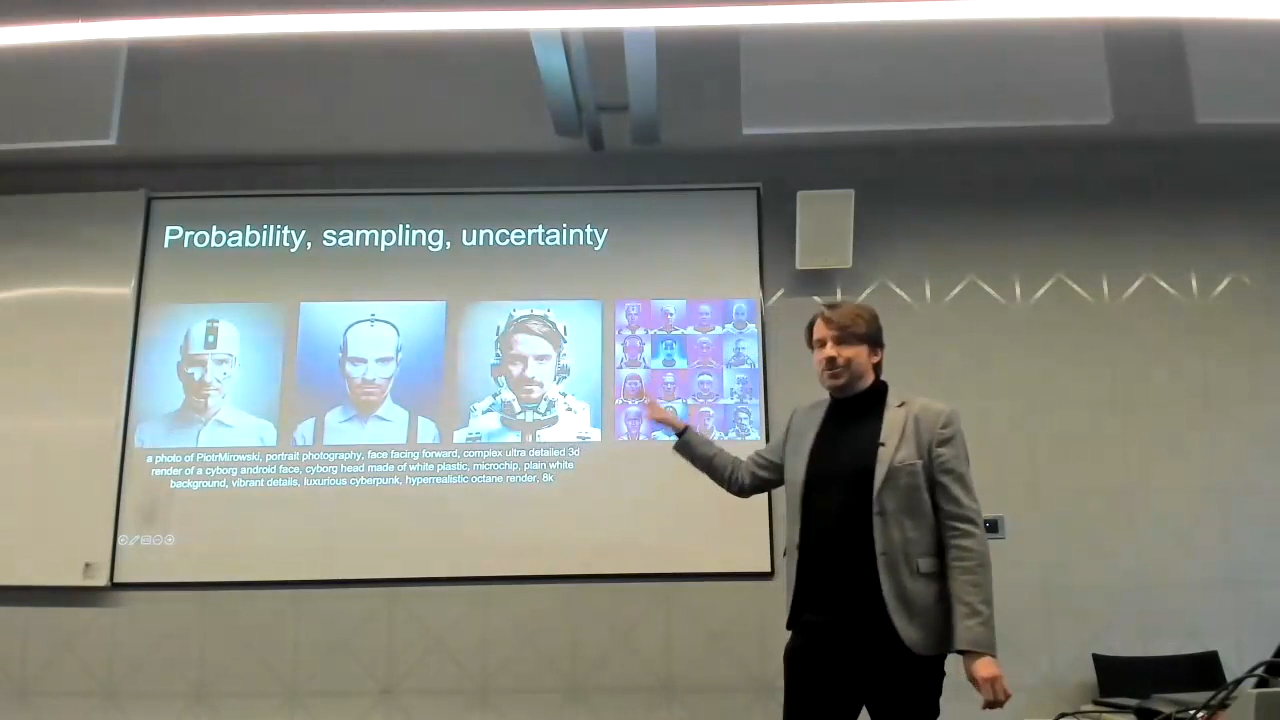 Probability, sampling, uncertainty
a photo of PiotrMirowski, portrait photography, face facing forward, complex ultra detailed 3d
render of a cyborg android face, cyborg head made of white plastic, microchip, plain white
background, vibrant details, luxurious cyberpunk, hyperrealistic octane render, 8k